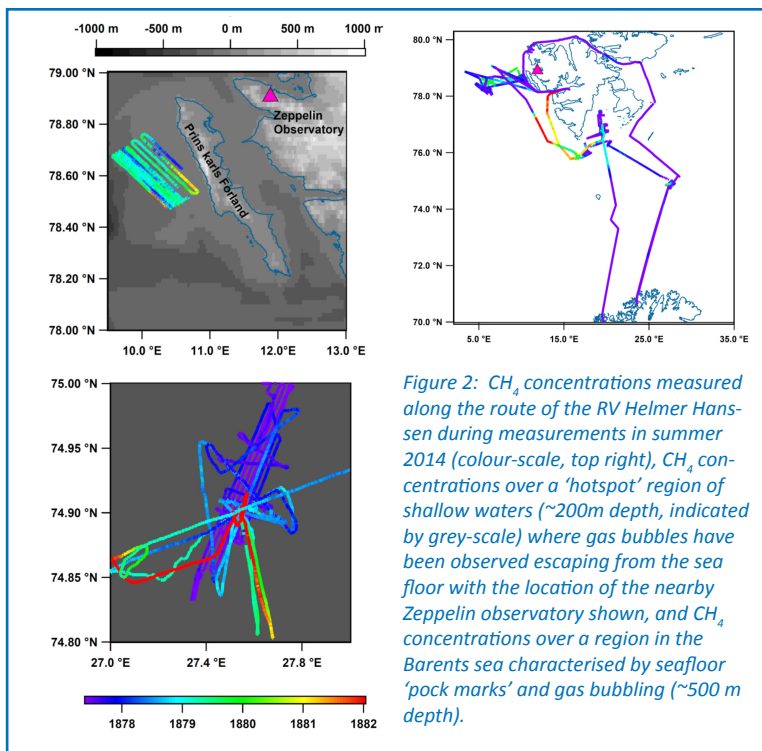 -1000 m -500 m 0 m 500 m 1000 m
79.00 °N
78.80 °N
78.60 °N
78.40 °N
78.20 °N
78.00 °N
Zeppelin
Observatory
Prins karls Forland
10.0 °E 11.0 °E 12.0 °E 13.0 °E
80.0 °N
78.0 °N
76.0 °N
74.0 °N
72.0 °N
70.0 °N
5.0 °E 15.0 °E 25.0 °E 35.0 °E
75.00 °N
74.95 °N
74.90 °N
74.85 °N
74.80 °N
27.0 °E 27.4 °E 27.8 °E
1878 1879 1880 1881 1882
Figure 2: CH4 concentrations measured
along the route of the RV Helmer Hans-
sen during measurements in summer
2014 (colour-scale, top right), CH4 con-
centrations over a ‘hotspot’ region of
shallow waters (~200m depth, indicated
by grey-scale) where gas bubbles have
been observed escaping from the sea
floor with the location of the nearby
Zeppelin observatory shown, and CH4
concentrations over a region in the
Barents sea characterised by seafloor
‘pock marks’ and gas bubbling (~500 m
depth).